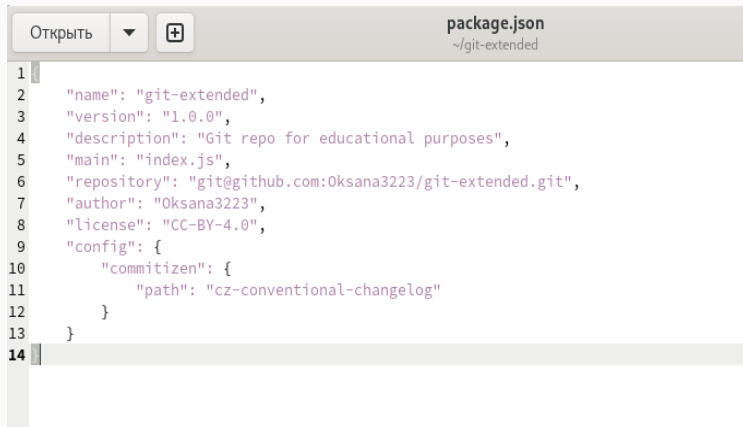 Открыть
package.json
~/git-extended
1 {
2     "name": "git-extended",
3     "version": "1.0.0",
4     "description": "Git repo for educational purposes",
5     "main": "index.js",
6     "repository": "git@github.com:Oksana3223/git-extended.git",
7     "author": "Oksana3223",
8     "license": "CC-BY-4.0",
9     "config": {
10         "commitizen": {
11             "path": "cz-conventional-changelog"
12         }
13     }
14 }